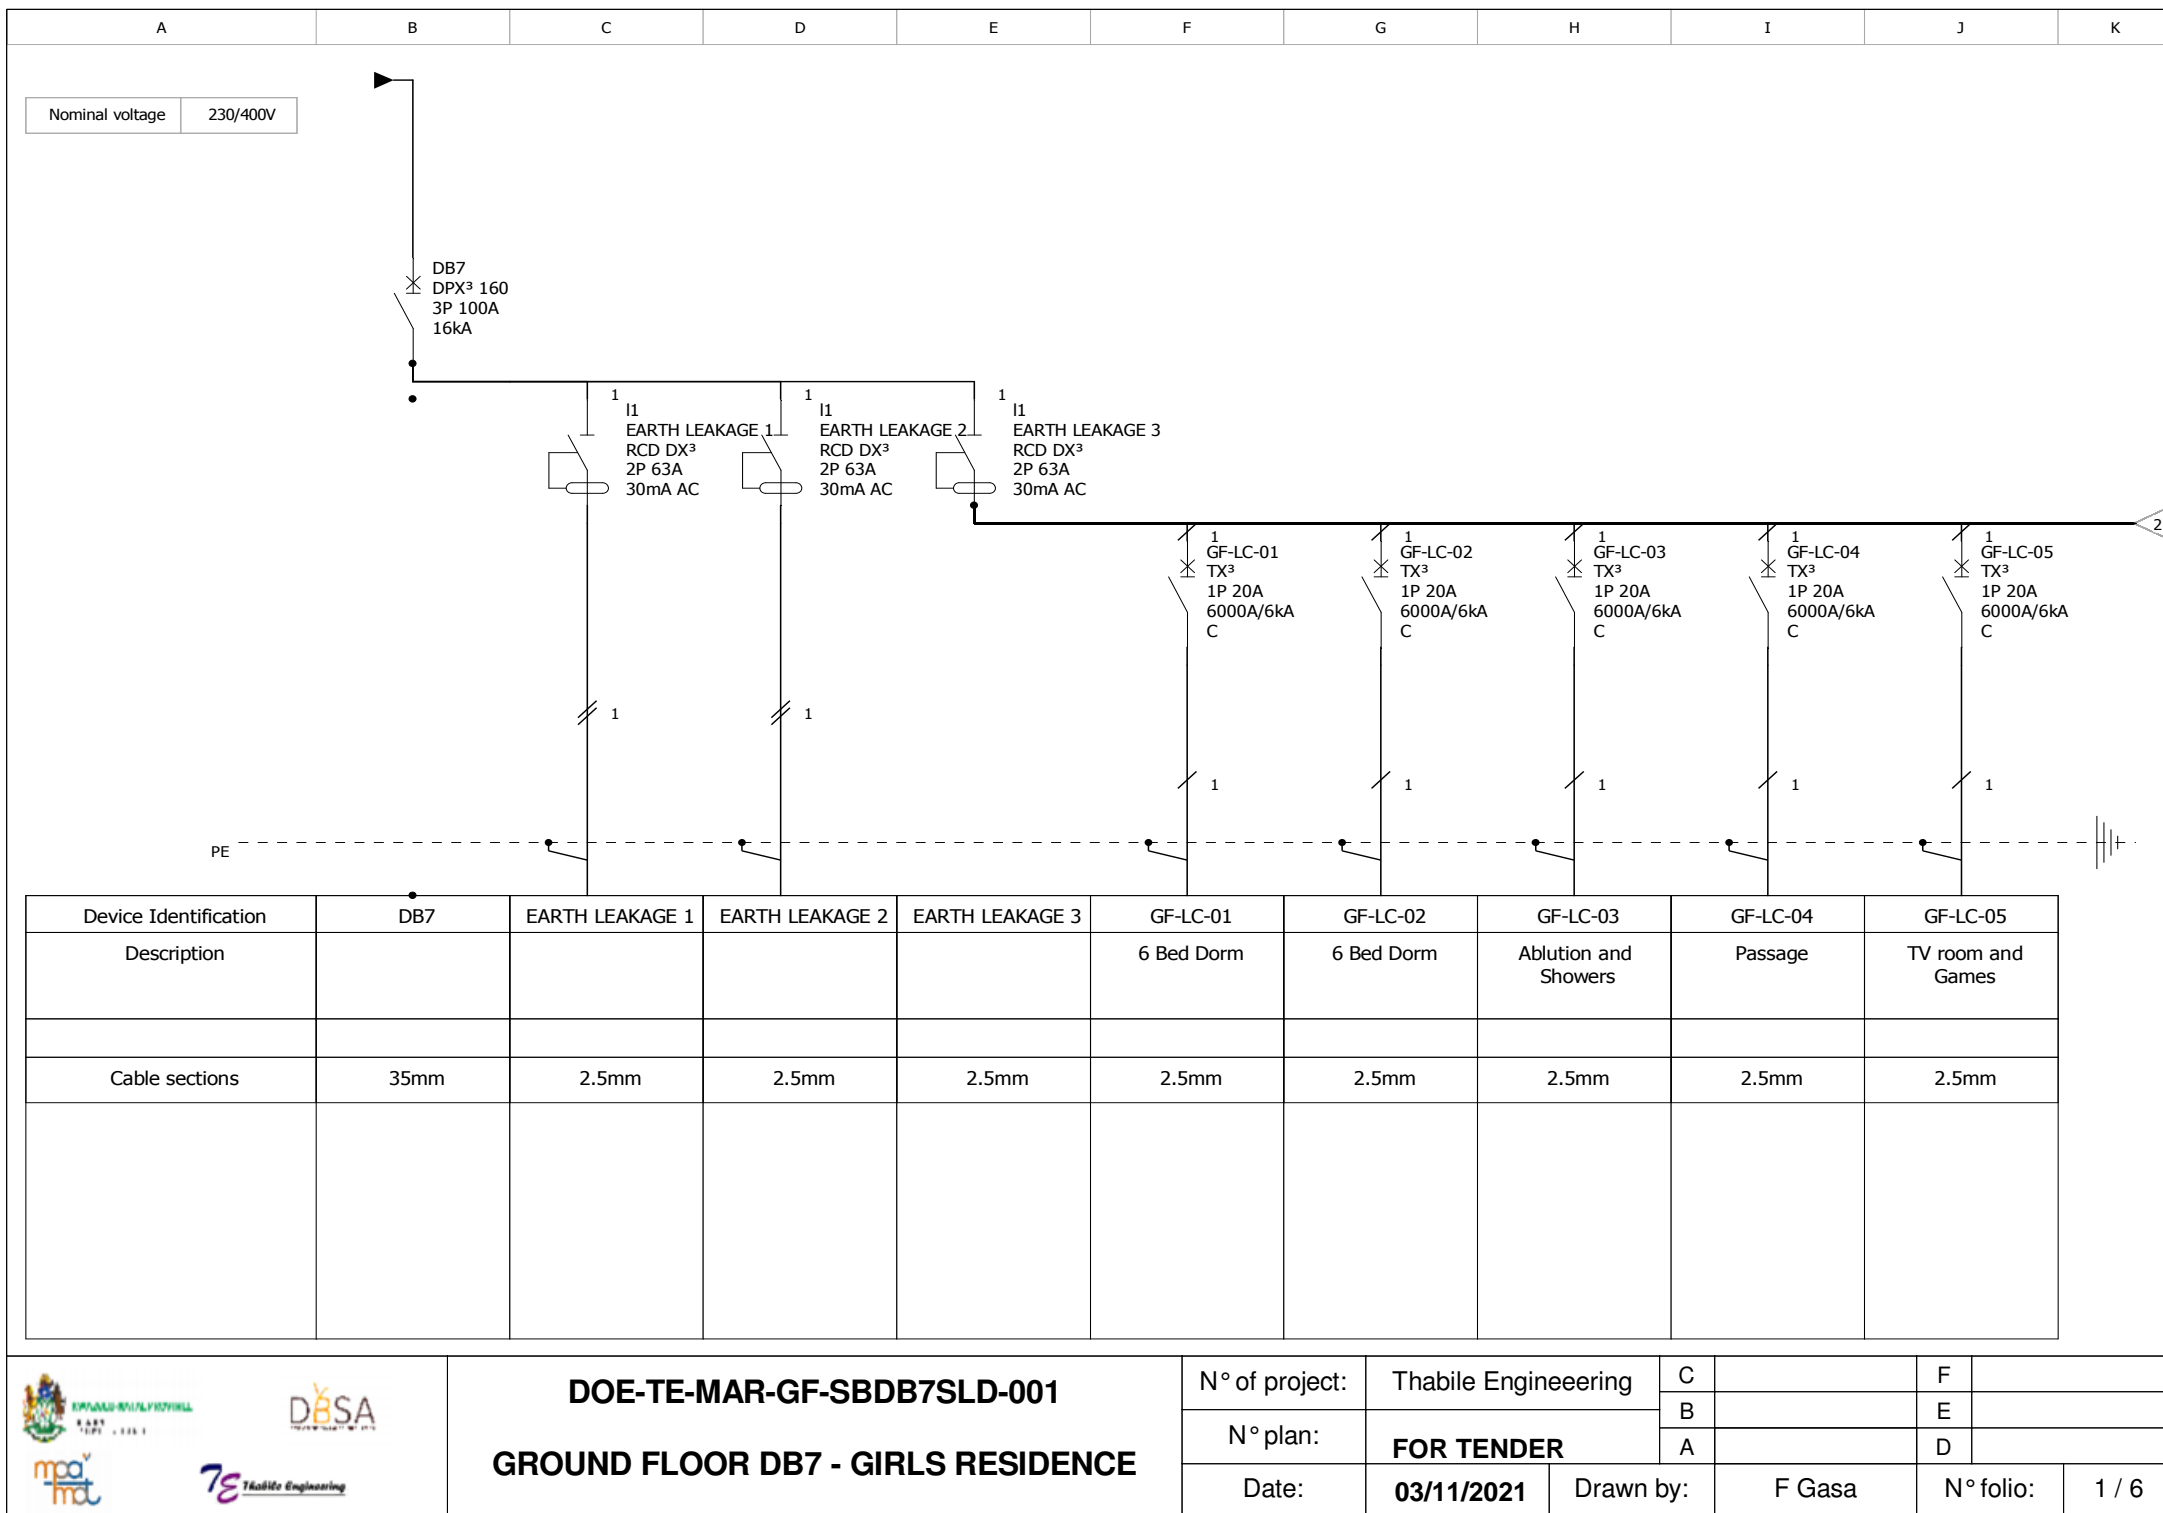 A B C D E F G H I J K
Nominal voltage 230/400V
DB7
DPX³ 160
3P 100A
16kA
1
I1
EARTH LEAKAGE 1
RCD DX³
2P 63A
30mA AC
1
I1
EARTH LEAKAGE 2
RCD DX³
2P 63A
30mA AC
1
I1
EARTH LEAKAGE 3
RCD DX³
2P 63A
30mA AC
2
1
GF-LC-01
TX³
1P 20A
6000A/6kA
C
1
GF-LC-02
TX³
1P 20A
6000A/6kA
C
1
GF-LC-03
TX³
1P 20A
6000A/6kA
C
1
GF-LC-04
TX³
1P 20A
6000A/6kA
C
1
GF-LC-05
TX³
1P 20A
6000A/6kA
C
1 1
1 1 1 1 1
PE
Device Identification DB7 EARTH LEAKAGE 1 EARTH LEAKAGE 2 EARTH LEAKAGE 3 GF-LC-01 GF-LC-02 GF-LC-03 GF-LC-04 GF-LC-05
Description 6 Bed Dorm 6 Bed Dorm Ablution and Passage TV room and
Showers Games
Cable sections 35mm 2.5mm 2.5mm 2.5mm 2.5mm 2.5mm 2.5mm 2.5mm 2.5mm
DBSA
mpa
mdt
TE Thabile Engineering
DOE-TE-MAR-GF-SBDB7SLD-001
GROUND FLOOR DB7 - GIRLS RESIDENCE
N° of project: Thabile Engineeering C F
B E
N° plan: FOR TENDER A D
Date: 03/11/2021 Drawn by: F Gasa N° folio: 1 / 6